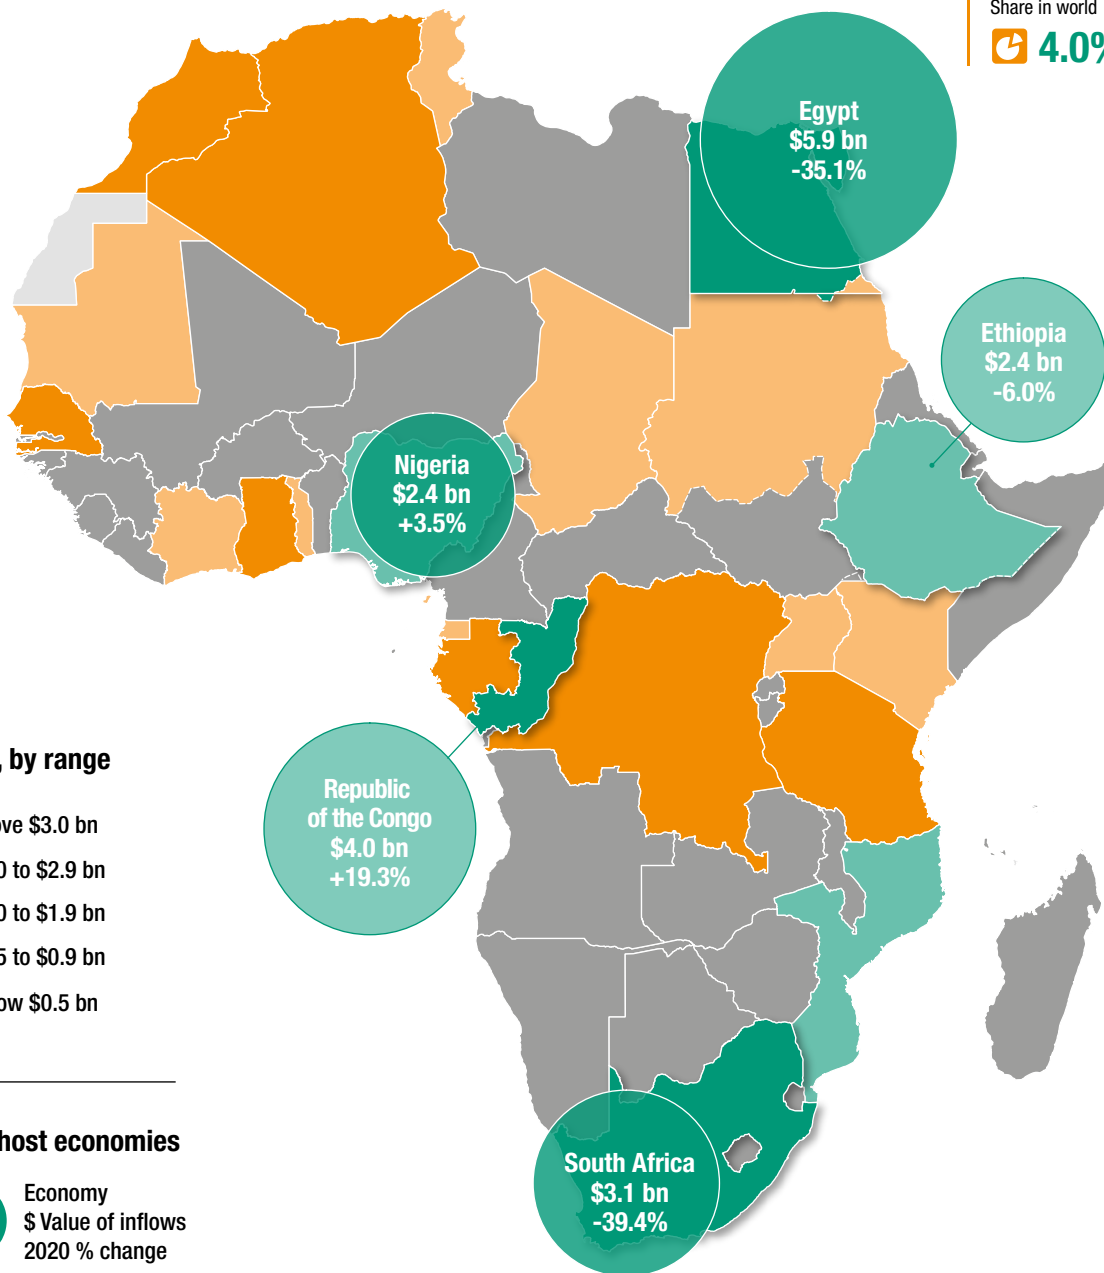 Share in world
4.0%
Egypt
$5.9 bn
-35.1%
Ethiopia
$2.4 bn
-6.0%
Nigeria
$2.4 bn
+3.5%
Republic
of the Congo
$4.0 bn
+19.3%
, by range
ve $3.0 bn
0 to $2.9 bn
0 to $1.9 bn
5 to $0.9 bn
ow $0.5 bn
host economies
Economy
$ Value of inflows
2020 % change
South Africa
$3.1 bn
-39.4%